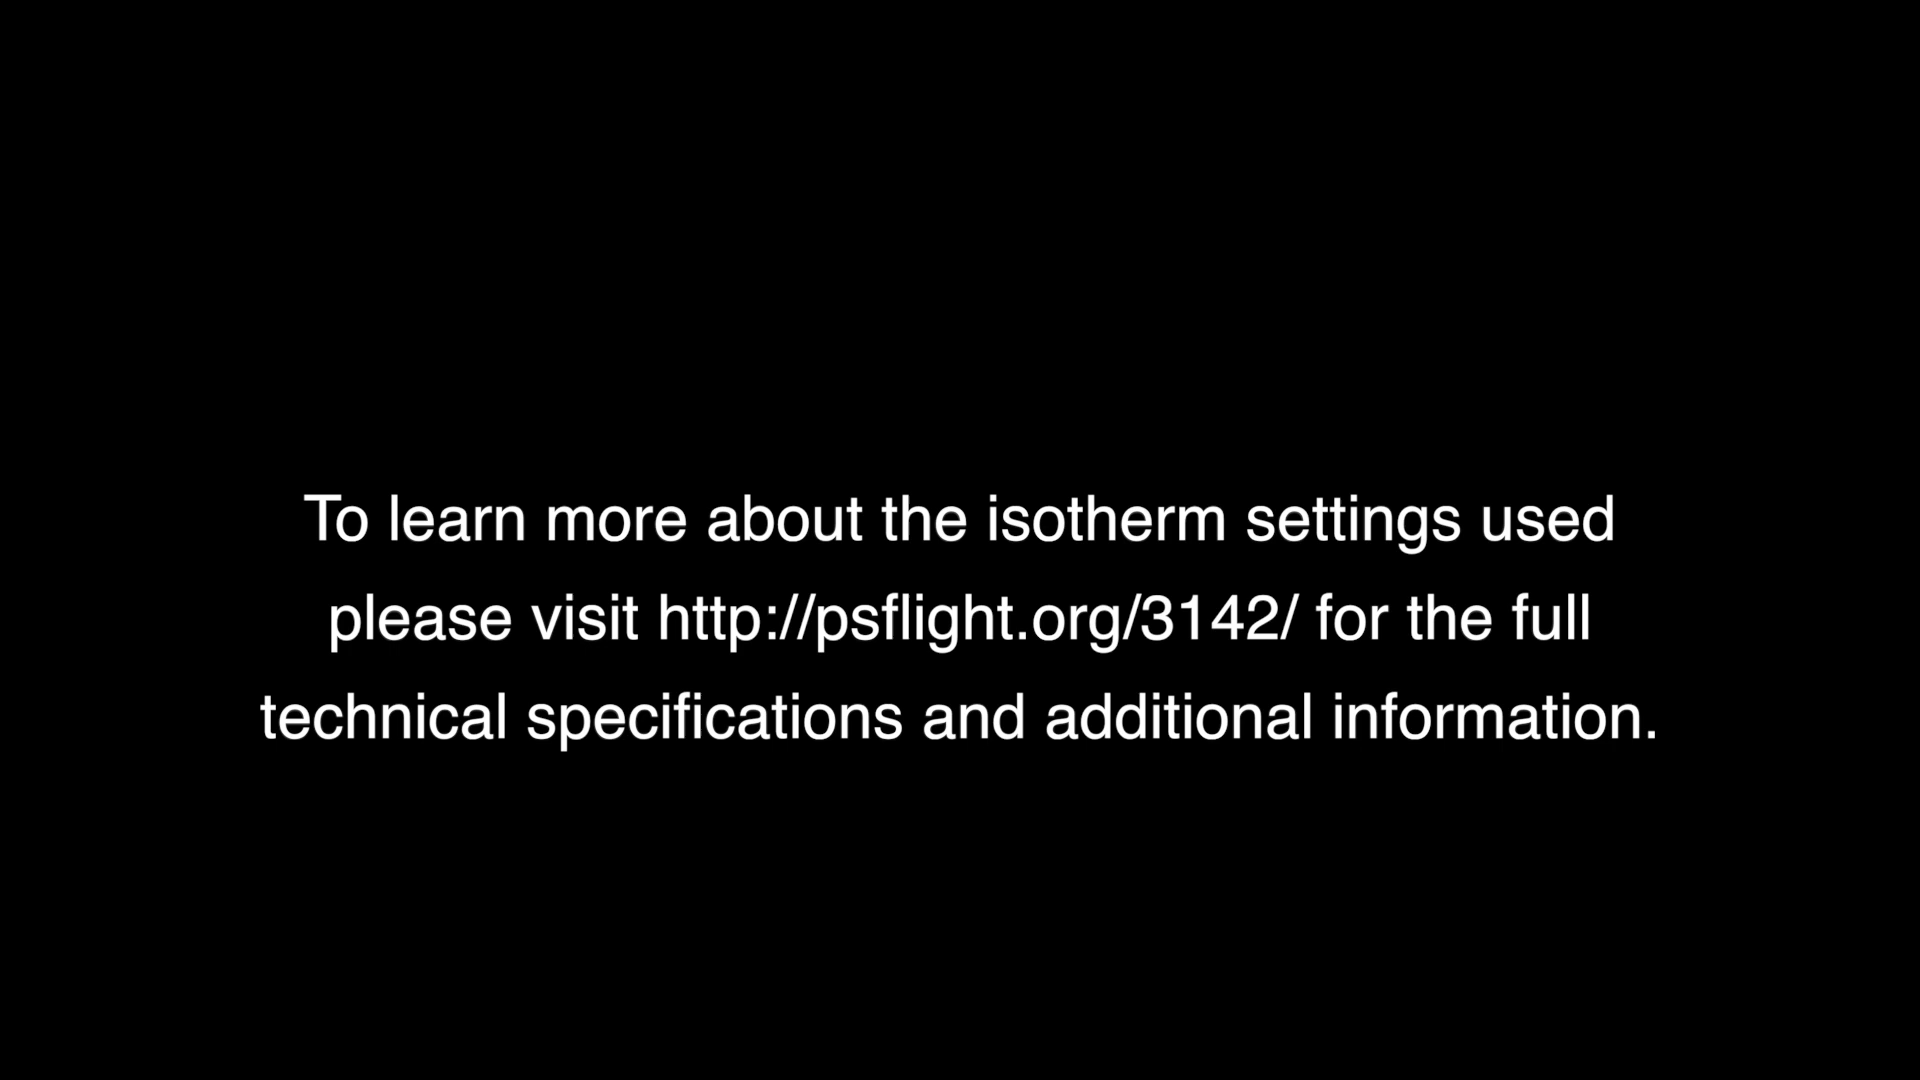 To learn more about the isotherm settings used
please visit http://psflight.org/3142/ for the full
technical specifications and additional information.